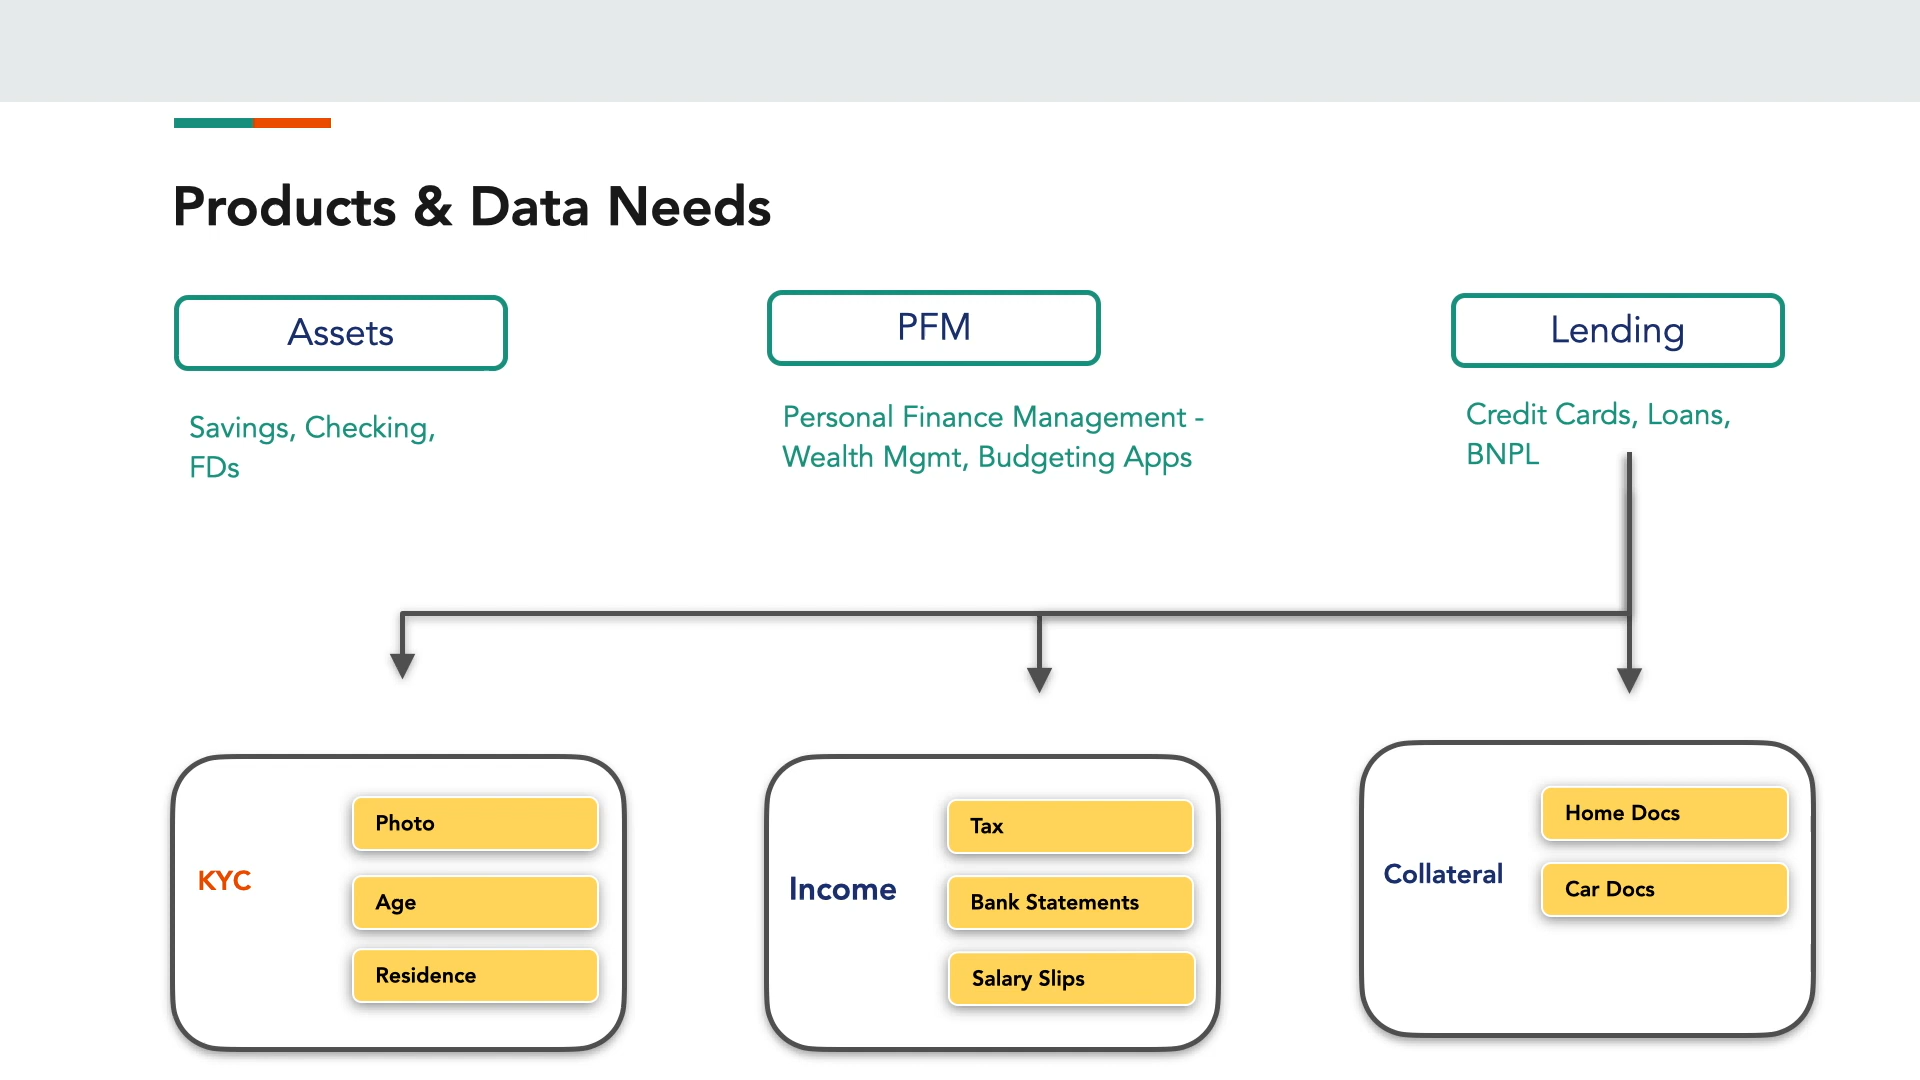 Products & Data Needs
Assets
PFM
Lending
Savings, Checking,
FDs
Personal Finance Management -
Wealth Mgmt, Budgeting Apps
Credit Cards, Loans,
BNPL
KYC
Photo
Age
Residence
Income
Tax
Bank Statements
Salary Slips
Collateral
Home Docs
Car Docs